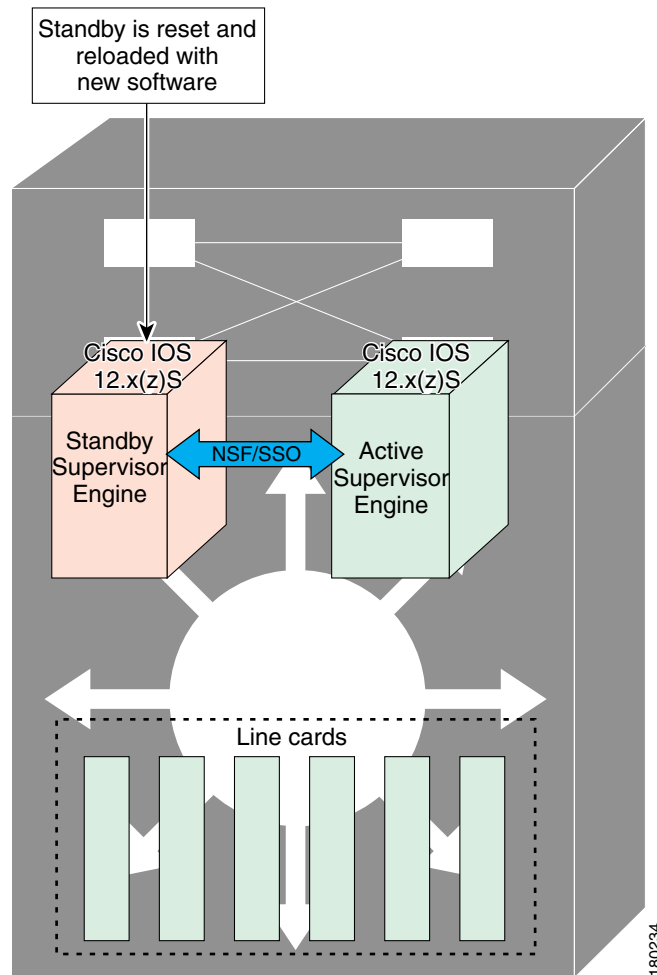 Standby is reset and
reloaded with
new software
Cisco IOS
12.x(z)S
Cisco IOS
12.x(z)S
Standby
Supervisor
Engine
NSF/SSO
Active
Supervisor
Engine
Line cards
180234